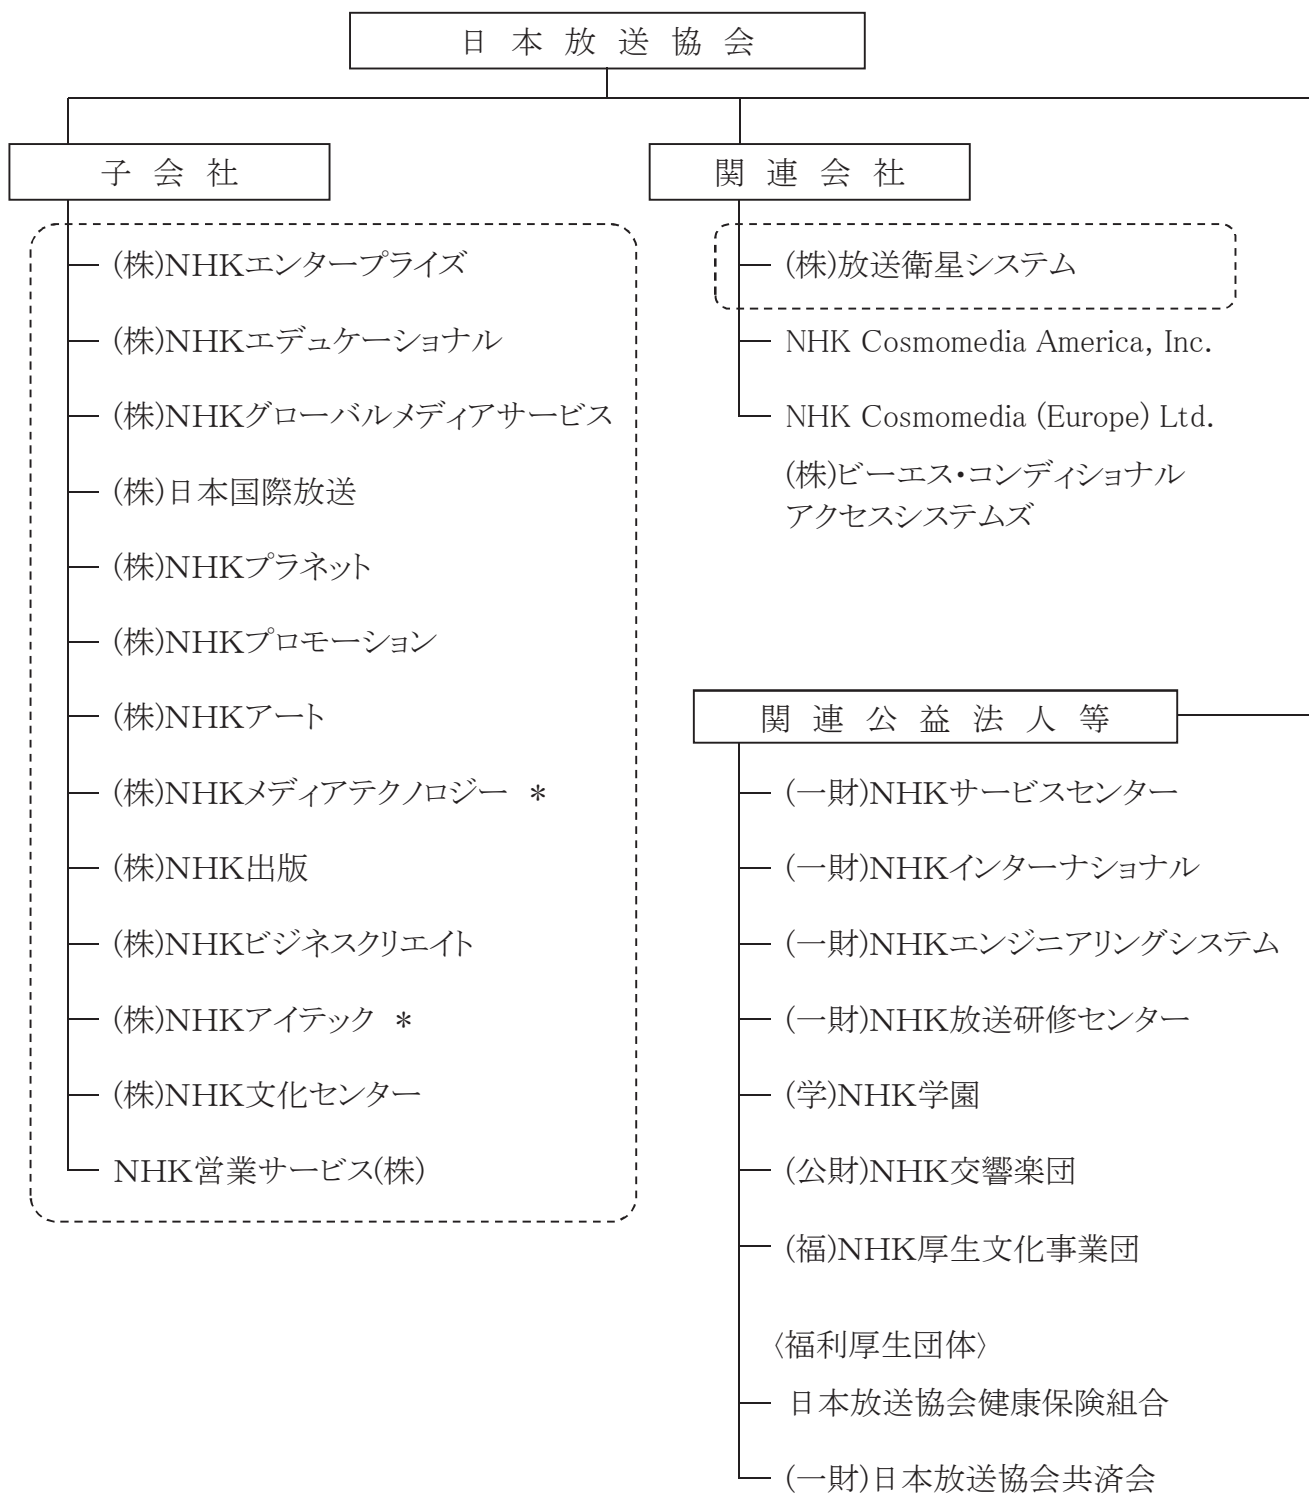 日本放送協会
子会社
(株)NHKエンタープライズ
(株)NHKエデュケーショナル
(株)NHKグローバルメディアサービス
(株)日本国際放送
(株)NHKプラネット
(株)NHKプロモーション
(株)NHKアート
(株)NHKメディアテクノロジー *
(株)NHK出版
(株)NHKビジネスクリエイト
(株)NHKアイテック *
(株)NHK文化センター
NHK営業サービス(株)
関連会社
(株)放送衛星システム
NHK Cosmomedia America, Inc.
NHK Cosmomedia (Europe) Ltd.
(株)ビーエス・コンディショナル
アクセスシステムズ
関連公益法人等
(一財)NHKサービスセンター
(一財)NHKインターナショナル
(一財)NHKエンジニアリングシステム
(一財)NHK放送研修センター
(学)NHK学園
(公財)NHK交響楽団
(福)NHK厚生文化事業団
〈福利厚生団体〉
日本放送協会健康保険組合
(一財)日本放送協会共済会